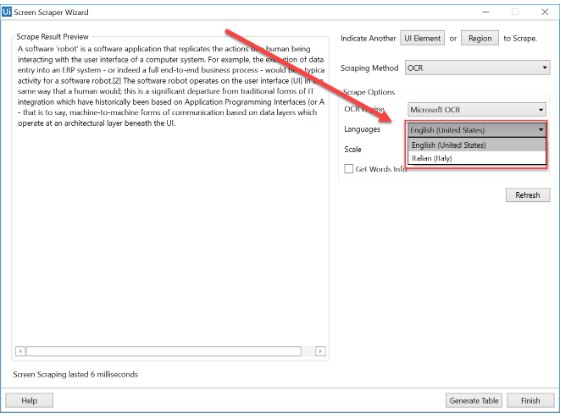 Ui Screen Scraper Wizard
Scrape Result Preview
A software 'robot' is a software application that replicates the actions of a human being
interacting with the user interface of a computer system. For example, the execution of data
entry into an ERP system - or indeed a full end-to-end business process - would be a typica
activity for a software robot.[2] The software robot operates on the user interface (UI) in the
same way that a human would; this is a significant departure from traditional forms of IT
integration which have historically been based on Application Programming Interfaces (or A
- that is to say, machine-to-machine forms of communication based on data layers which
operate at an architectural layer beneath the UI.
Screen Scraping lasted 6 milliseconds
Indicate Another UI Element or Region to Scrape.
Scraping Method OCR
Scrape Options
OCR Engine Microsoft OCR
Languages English (United States)
English (United States)
Italian (Italy)
Scale
Get Words Info
Refresh
Help
Generate Table Finish